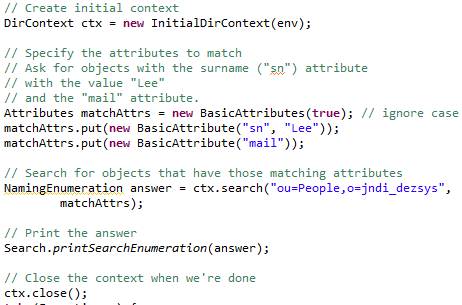 // Create initial context
DirContext ctx = new InitialDirContext(env);
// Specify the attributes to match
// Ask for objects with the surname ("sn") attribute
// with the value "Lee"
// and the "mail" attribute.
Attributes matchAttrs = new BasicAttributes(true); // ignore case
matchAttrs.put(new BasicAttribute("sn", "Lee"));
matchAttrs.put(new BasicAttribute("mail"));
// Search for objects that have those matching attributes
NamingEnumeration answer = ctx.search("ou=People,o=jndi_dezsys",
matchAttrs);
// Print the answer
Search.printSearchEnumeration(answer);
// Close the context when we're done
ctx.close();